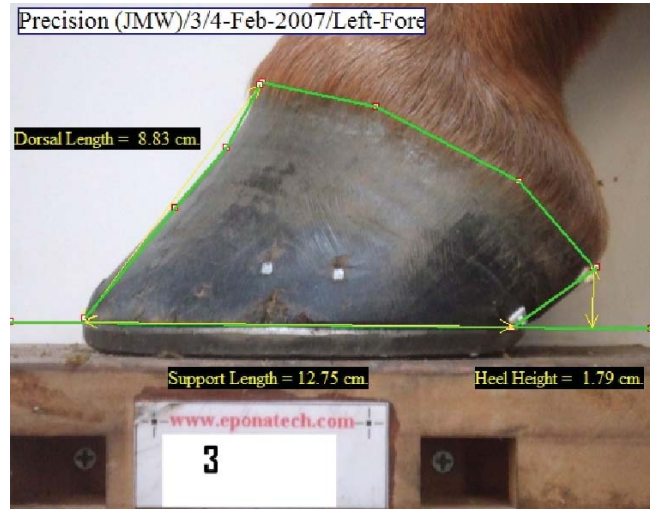 Precision (JMW)/3/4-Feb-2007/Left-Fore
Dorsal Length = 8.83 cm.
Support Length = 12.75 cm.
Heel Height = 1.79 cm.
www.eponatech.com
3